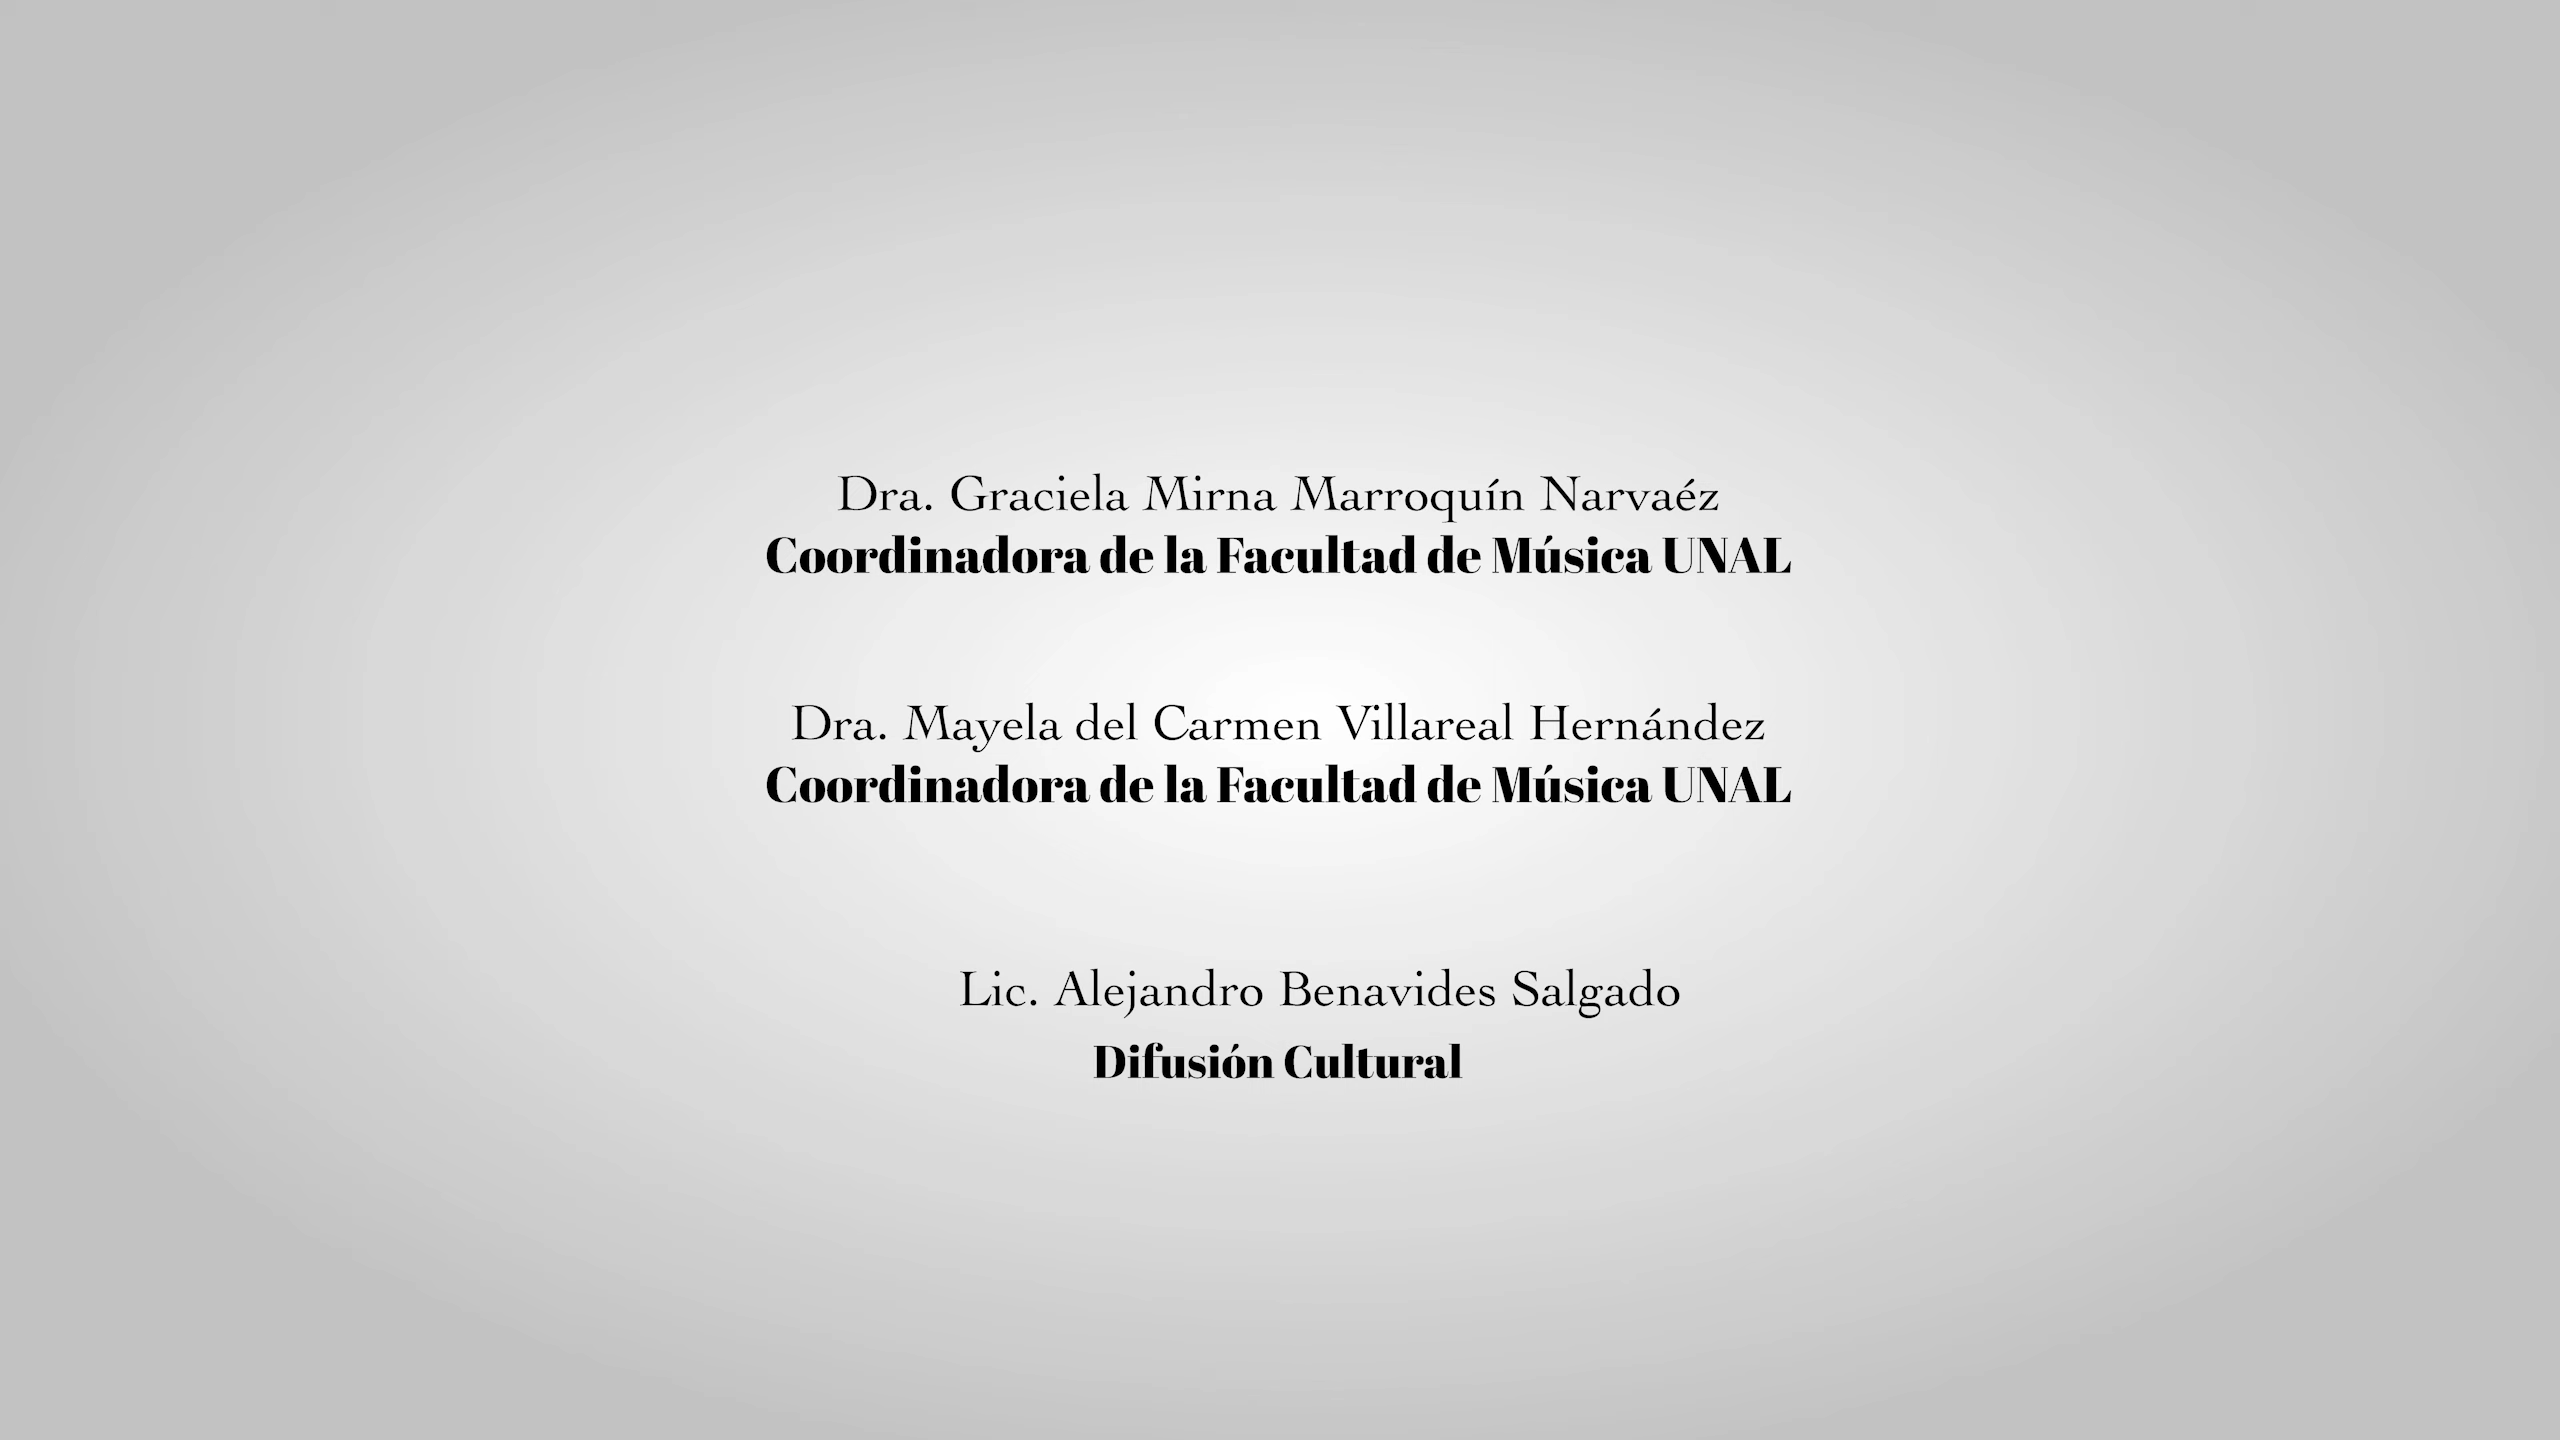 Dra. Graciela Mirna Marroquín Narvaéz
Coordinadora de la Facultad de Música UNAL
Dra. Mayela del Carmen Villareal Hernández
Coordinadora de la Facultad de Música UNAL
Lic. Alejandro Benavides Salgado
Difusión Cultural